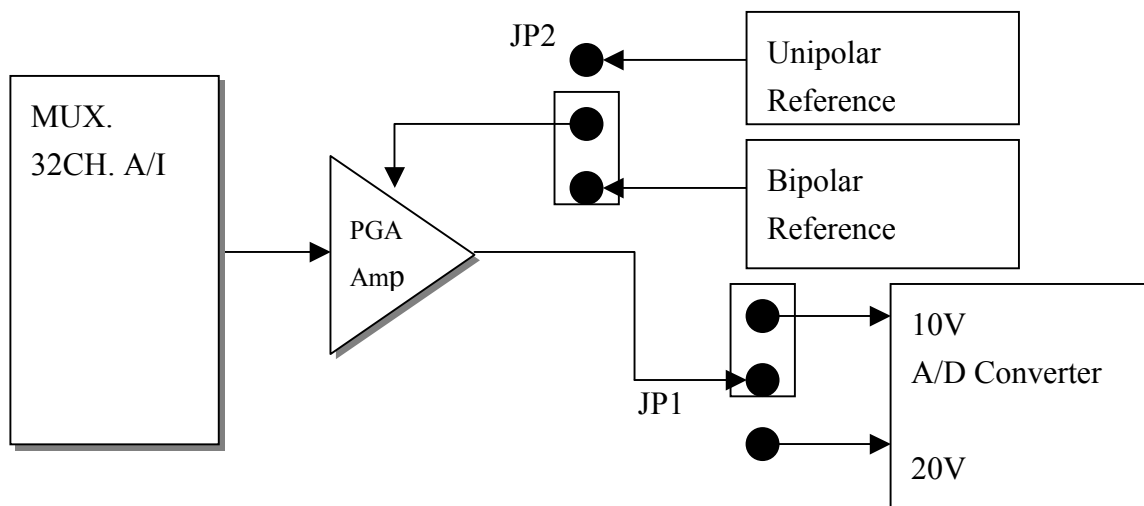 JP2
Unipolar
Reference
MUX.
32CH. A/I
Bipolar
Reference
PGA
Amp
10V
A/D Converter
JP1
20V